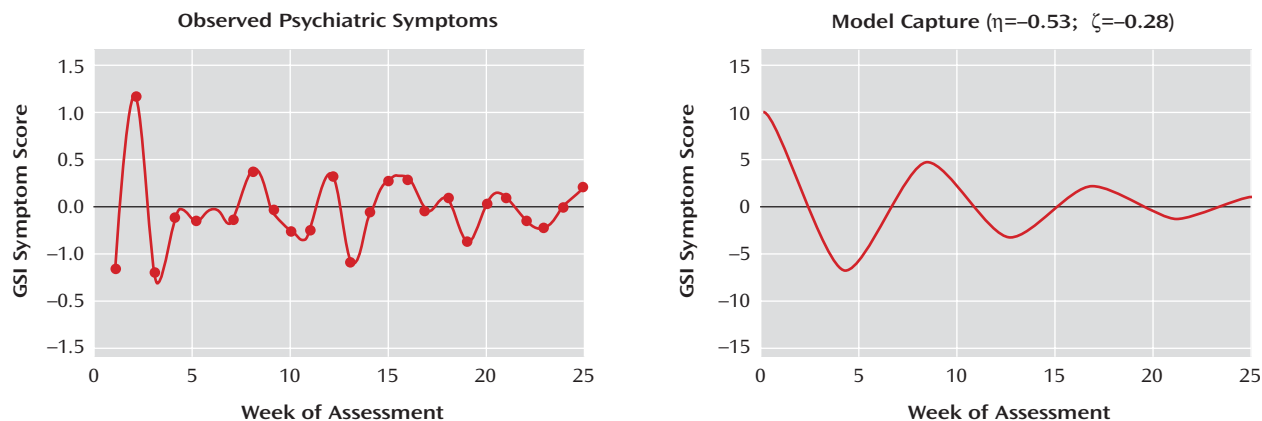 Observed Psychiatric Symptoms
GSI Symptom Score
1.5
1.0
0.5
0.0
–1.0
–0.5
–1.5
0 5 10 15 20 25
Week of Assessment
Model Capture (η=–0.53; ζ=–0.28)
GSI Symptom Score
15
10
5
0
–5
–10
–15
0 5 10 15 20 25
Week of Assessment